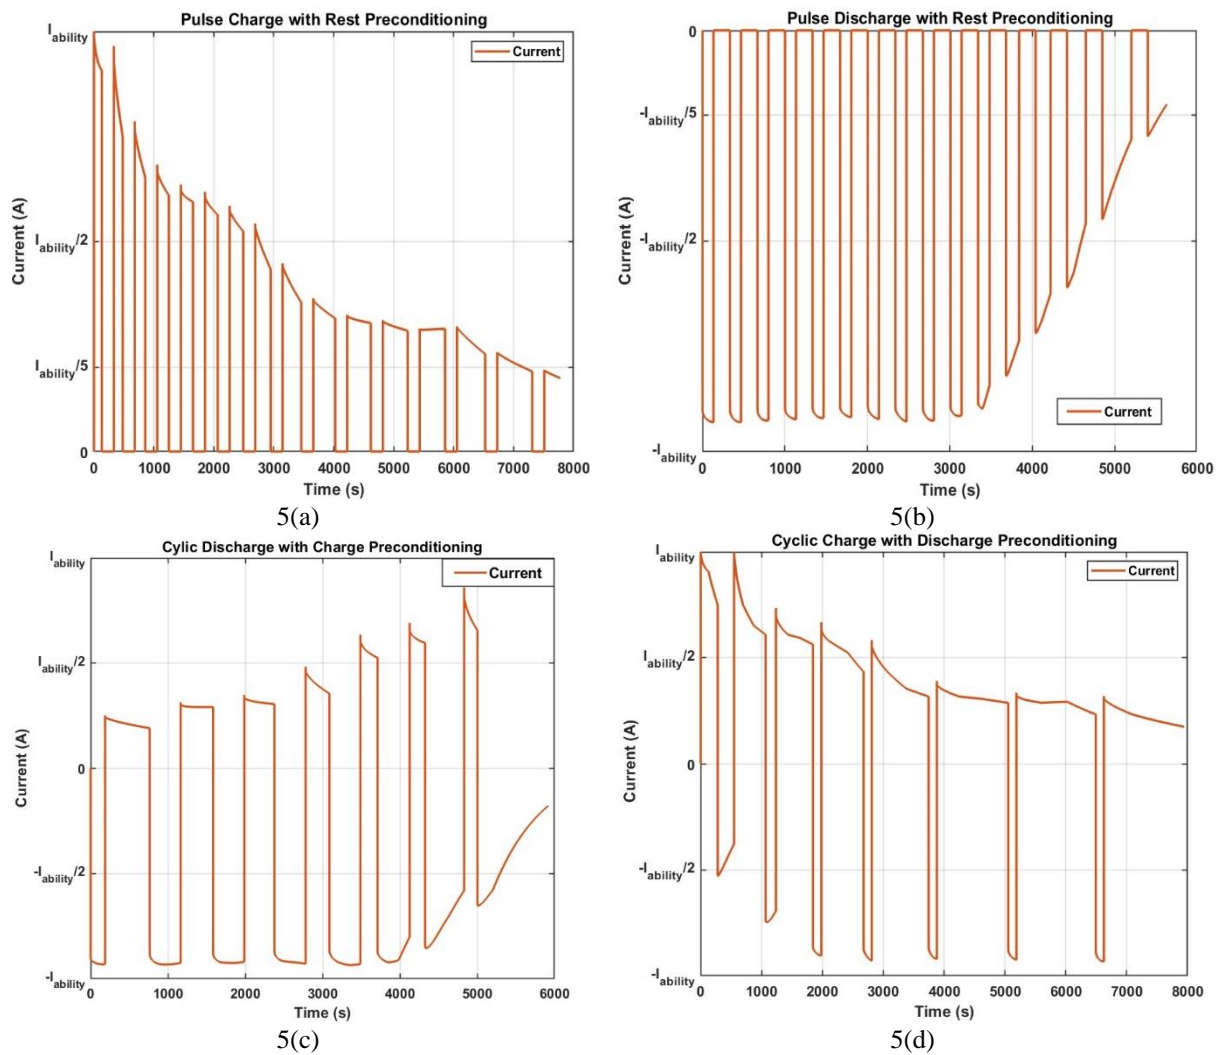 Pulse Charge with Rest Preconditioning
Current
Current (A)
I_ability
I_ability/2
I_ability/5
0
0 1000 2000 3000 4000 5000 6000 7000 8000
Time (s)
5(a)
Pulse Discharge with Rest Preconditioning
Current (A)
0
-I_ability/5
-I_ability/2
-I_ability
Current
0 1000 2000 3000 4000 5000 6000
Time (s)
5(b)
Cylic Discharge with Charge Preconditioning
Current
Current (A)
I_ability
I_ability/2
0
-I_ability/2
-I_ability
0 1000 2000 3000 4000 5000 6000
Time (s)
5(c)
Cyclic Charge with Discharge Preconditioning
Current
Current (A)
I_ability
I_ability/2
0
-I_ability/2
-I_ability
0 1000 2000 3000 4000 5000 6000 7000 8000
Time (s)
5(d)